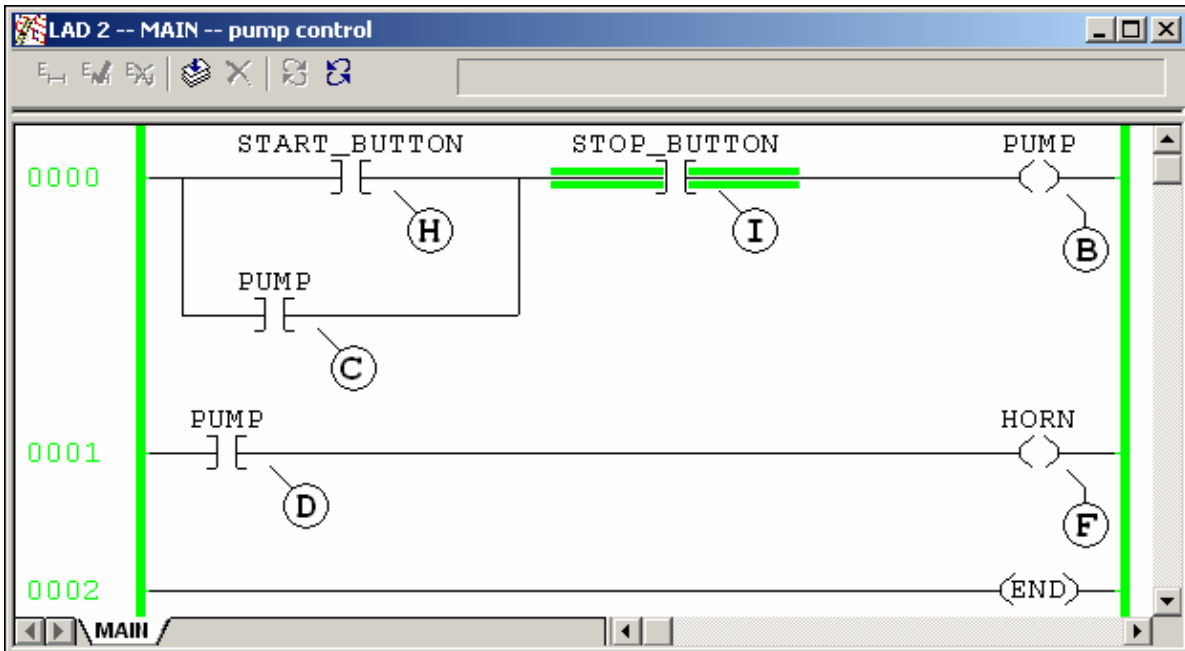 LAD 2 -- MAIN -- pump control
START_BUTTON STOP_BUTTON PUMP
0000
H I B
PUMP
C
PUMP HORN
0001
D F
0002 (END)
MAIN